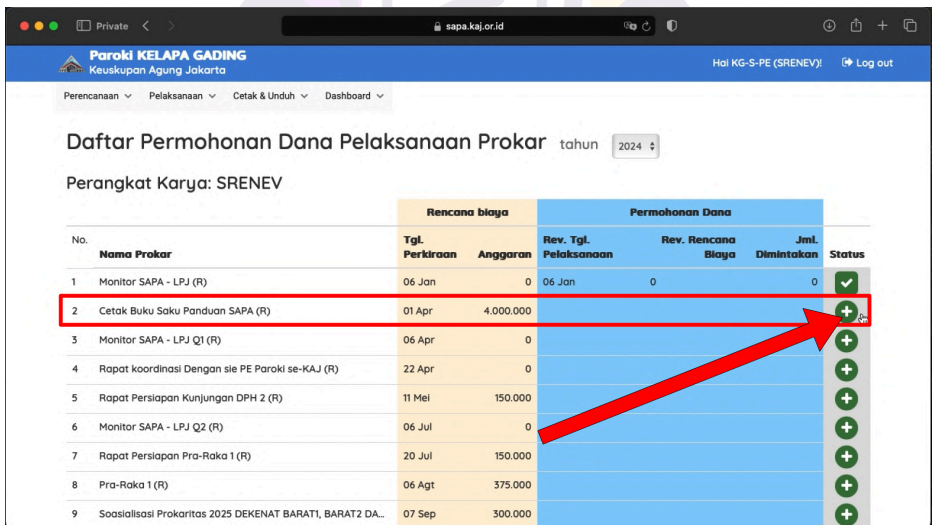 Private
sapa.kaj.or.id
Paroki KELAPA GADING
Keuskupan Agung Jakarta
Hai KG-S-PE (SRENEV)! Log out
Perencanaan Pelaksanaan Cetak & Unduh Dashboard
Daftar Permohonan Dana Pelaksanaan Prokar tahun 2024
Perangkat Karya: SRENEV
Rencana biaya Permohonan Dana
No. Nama Prokar Tgl. Perkiraan Anggaran Rev. Tgl. Pelaksanaan Rev. Rencana Biaya Jml. Dimintakan Status
1 Monitor SAPA - LPJ (R) 06 Jan 0 06 Jan 0 0
2 Cetak Buku Saku Panduan SAPA (R) 01 Apr 4.000.000
3 Monitor SAPA - LPJ Q1 (R) 06 Apr 0
4 Rapat koordinasi Dengan sie PE Paroki se-KAJ (R) 22 Apr 0
5 Rapat Persiapan Kunjungan DPH 2 (R) 11 Mei 150.000
6 Monitor SAPA - LPJ Q2 (R) 06 Jul 0
7 Rapat Persiapan Pra-Raka 1 (R) 20 Jul 150.000
8 Pra-Raka 1 (R) 06 Agt 375.000
9 Soasialisasi Prokaritas 2025 DEKENAT BARAT1, BARAT2 DA... 07 Sep 300.000